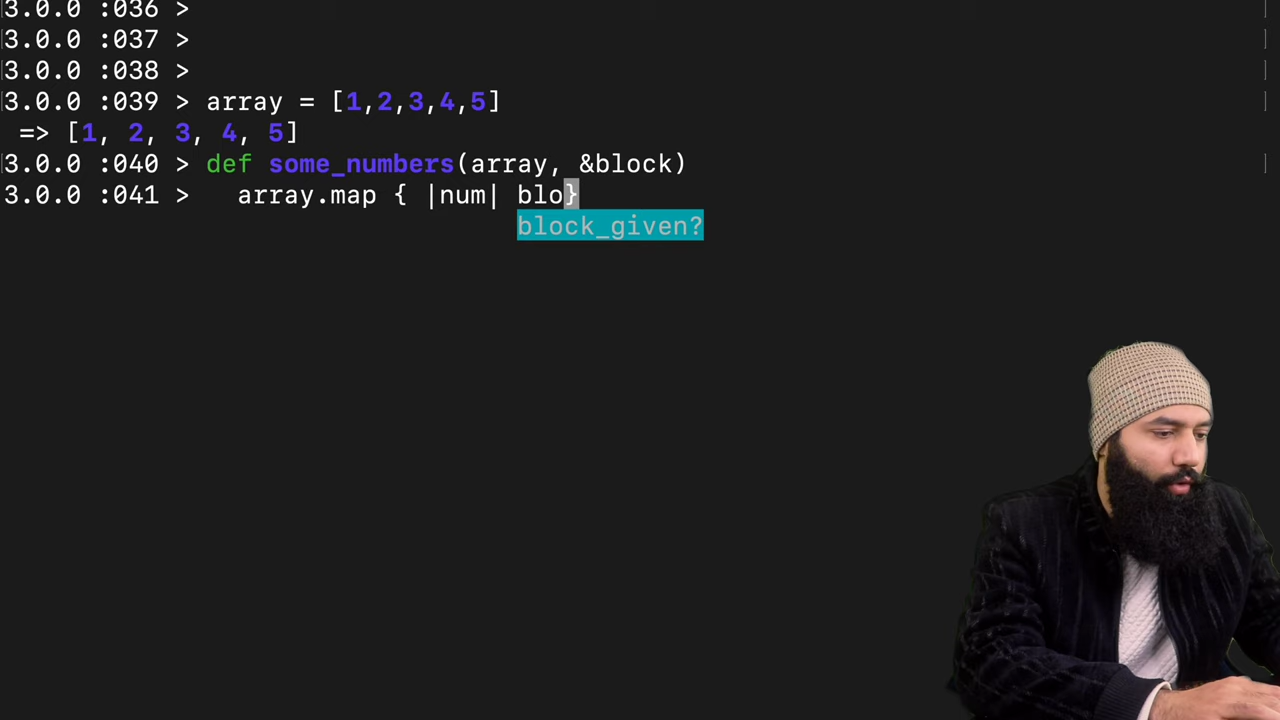 3.0.0 :036 >
3.0.0 :037 >
3.0.0 :038 >
3.0.0 :039 > array = [1,2,3,4,5]
=> [1, 2, 3, 4, 5]
3.0.0 :040 > def some_numbers(array, &block)
3.0.0 :041 > array.map { |num| blo}
block_given?